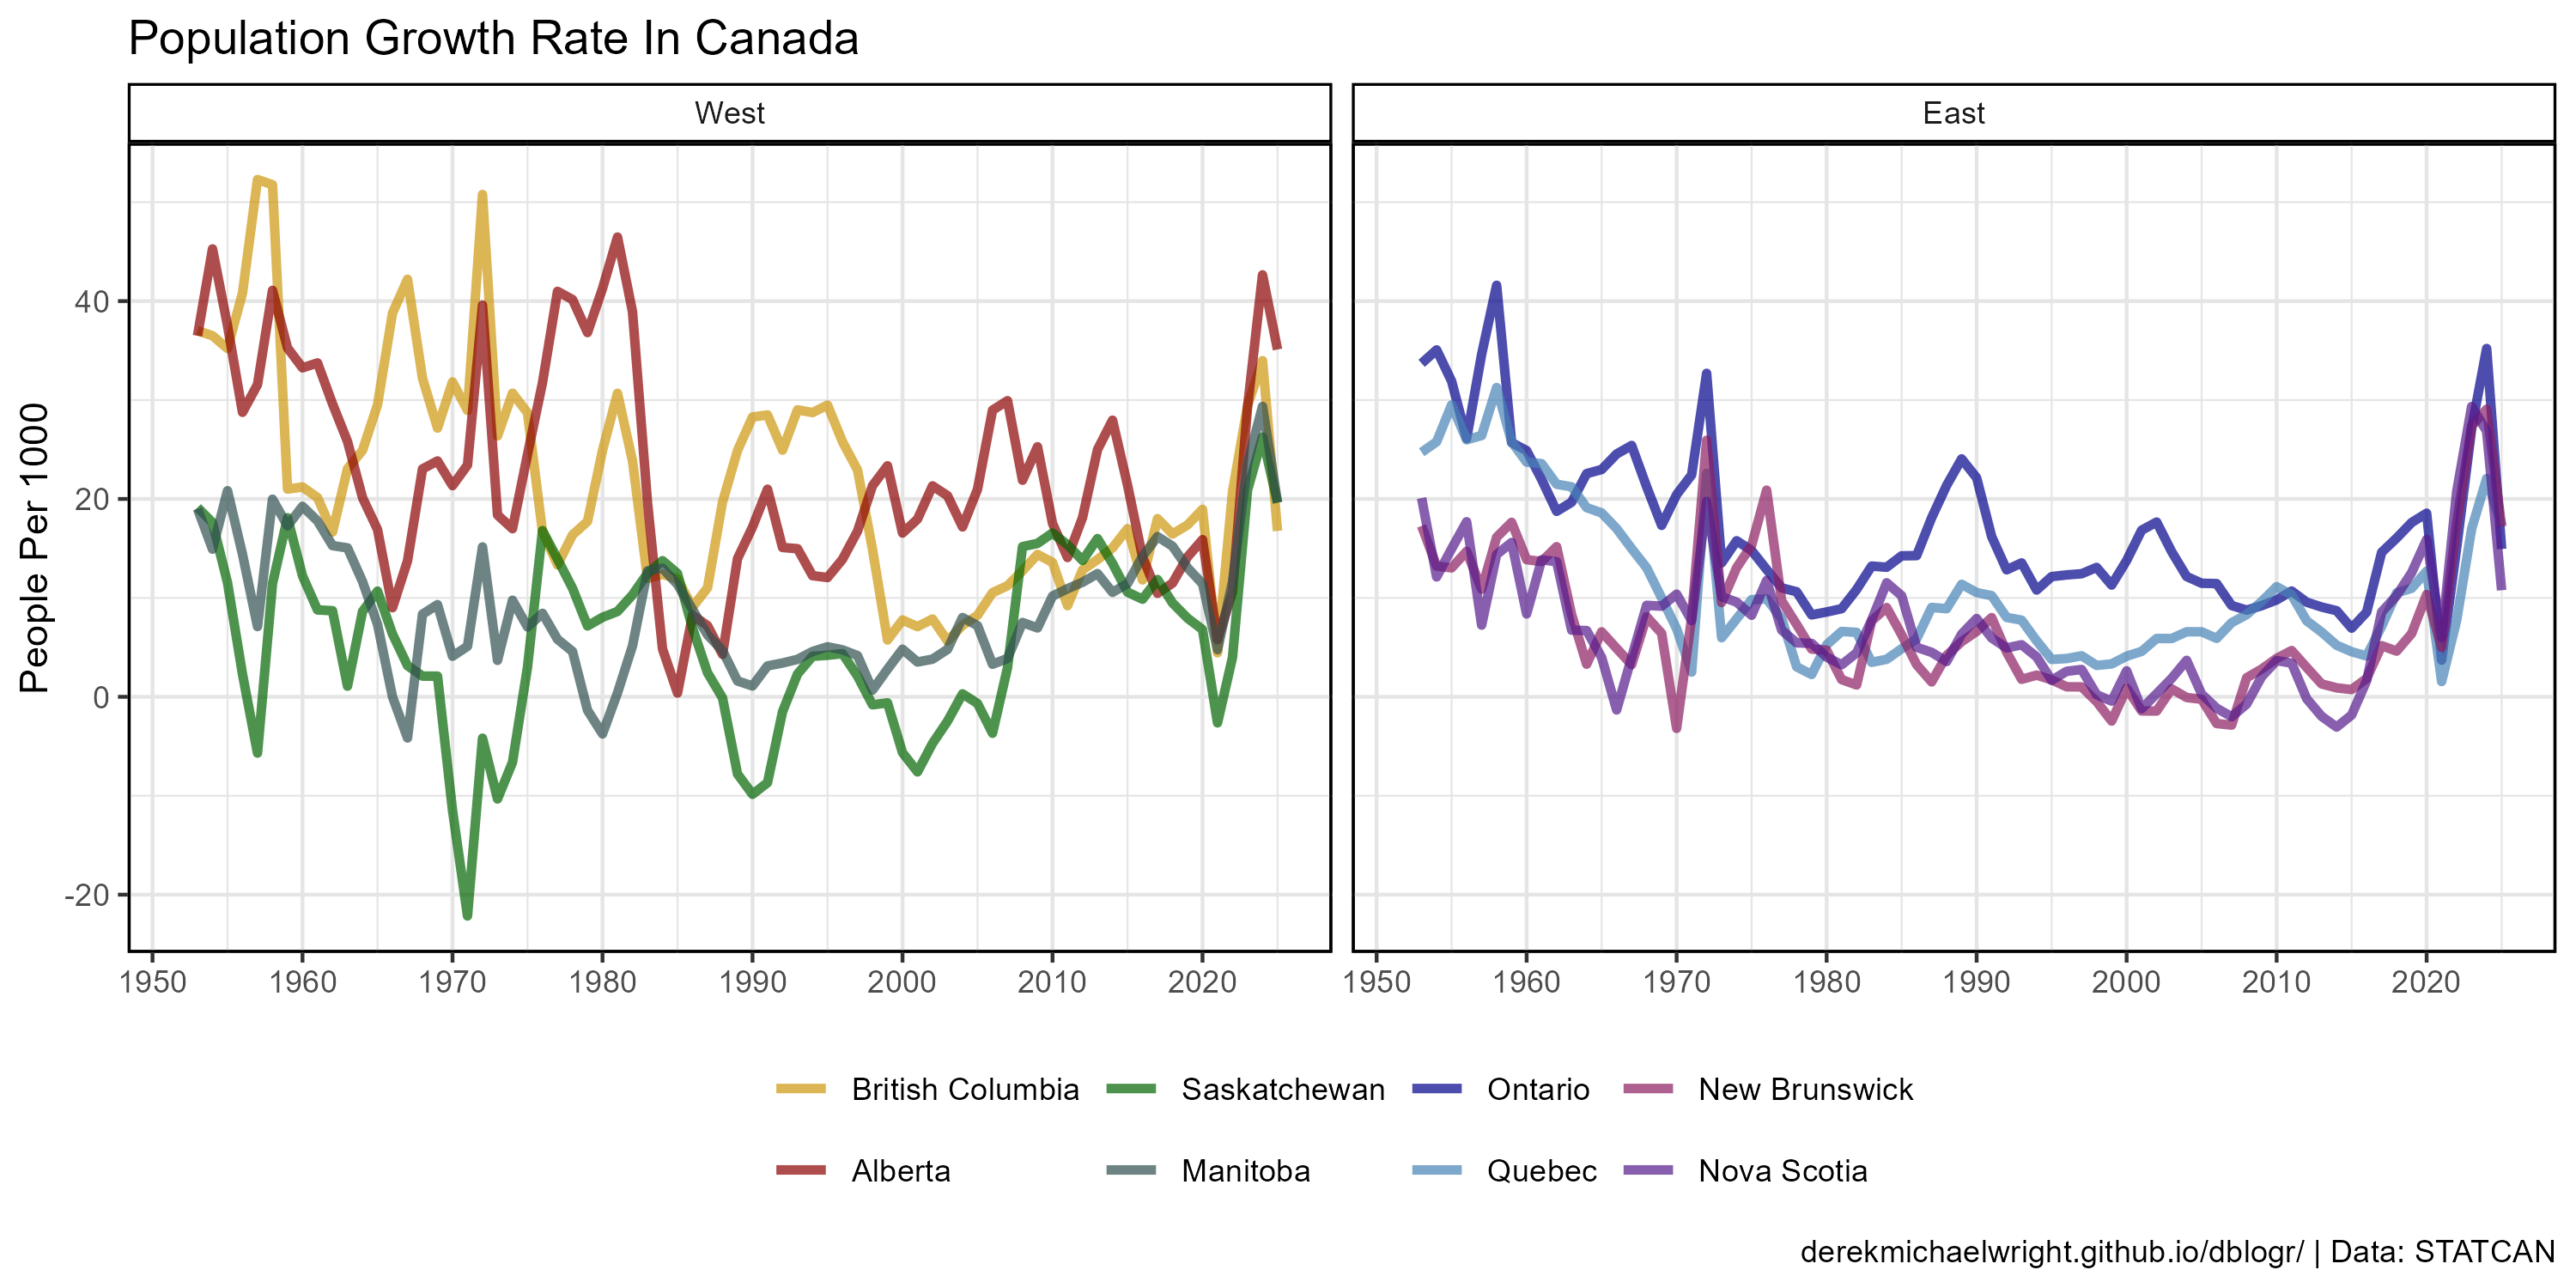 Population Growth Rate In Canada
West East
People Per 1000
40
20
0
-20
1950 1960 1970 1980 1990 2000 2010 2020 1950 1960 1970 1980 1990 2000 2010 2020
British Columbia Saskatchewan Ontario New Brunswick
Alberta Manitoba Quebec Nova Scotia
derekmichaelwright.github.io/dblogr/ | Data: STATCAN